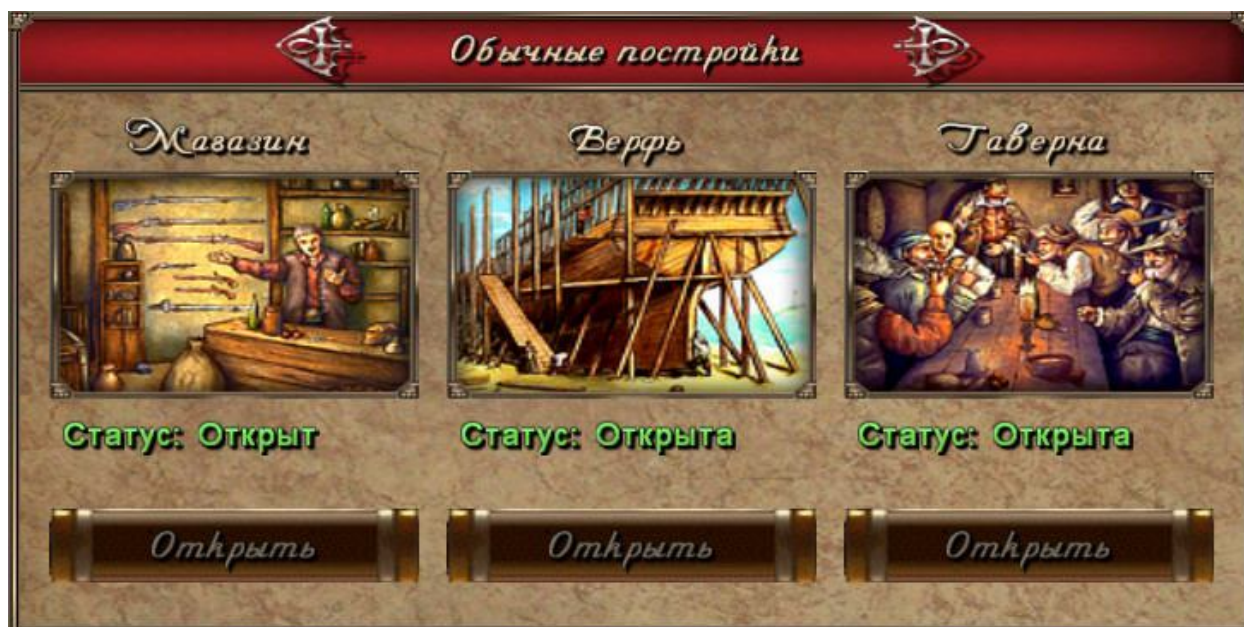 Обычные постройки
Магазин
Верфь
Таверна
Статус: Открыт
Статус: Открыта
Статус: Открыта
Открыть
Открыть
Открыть